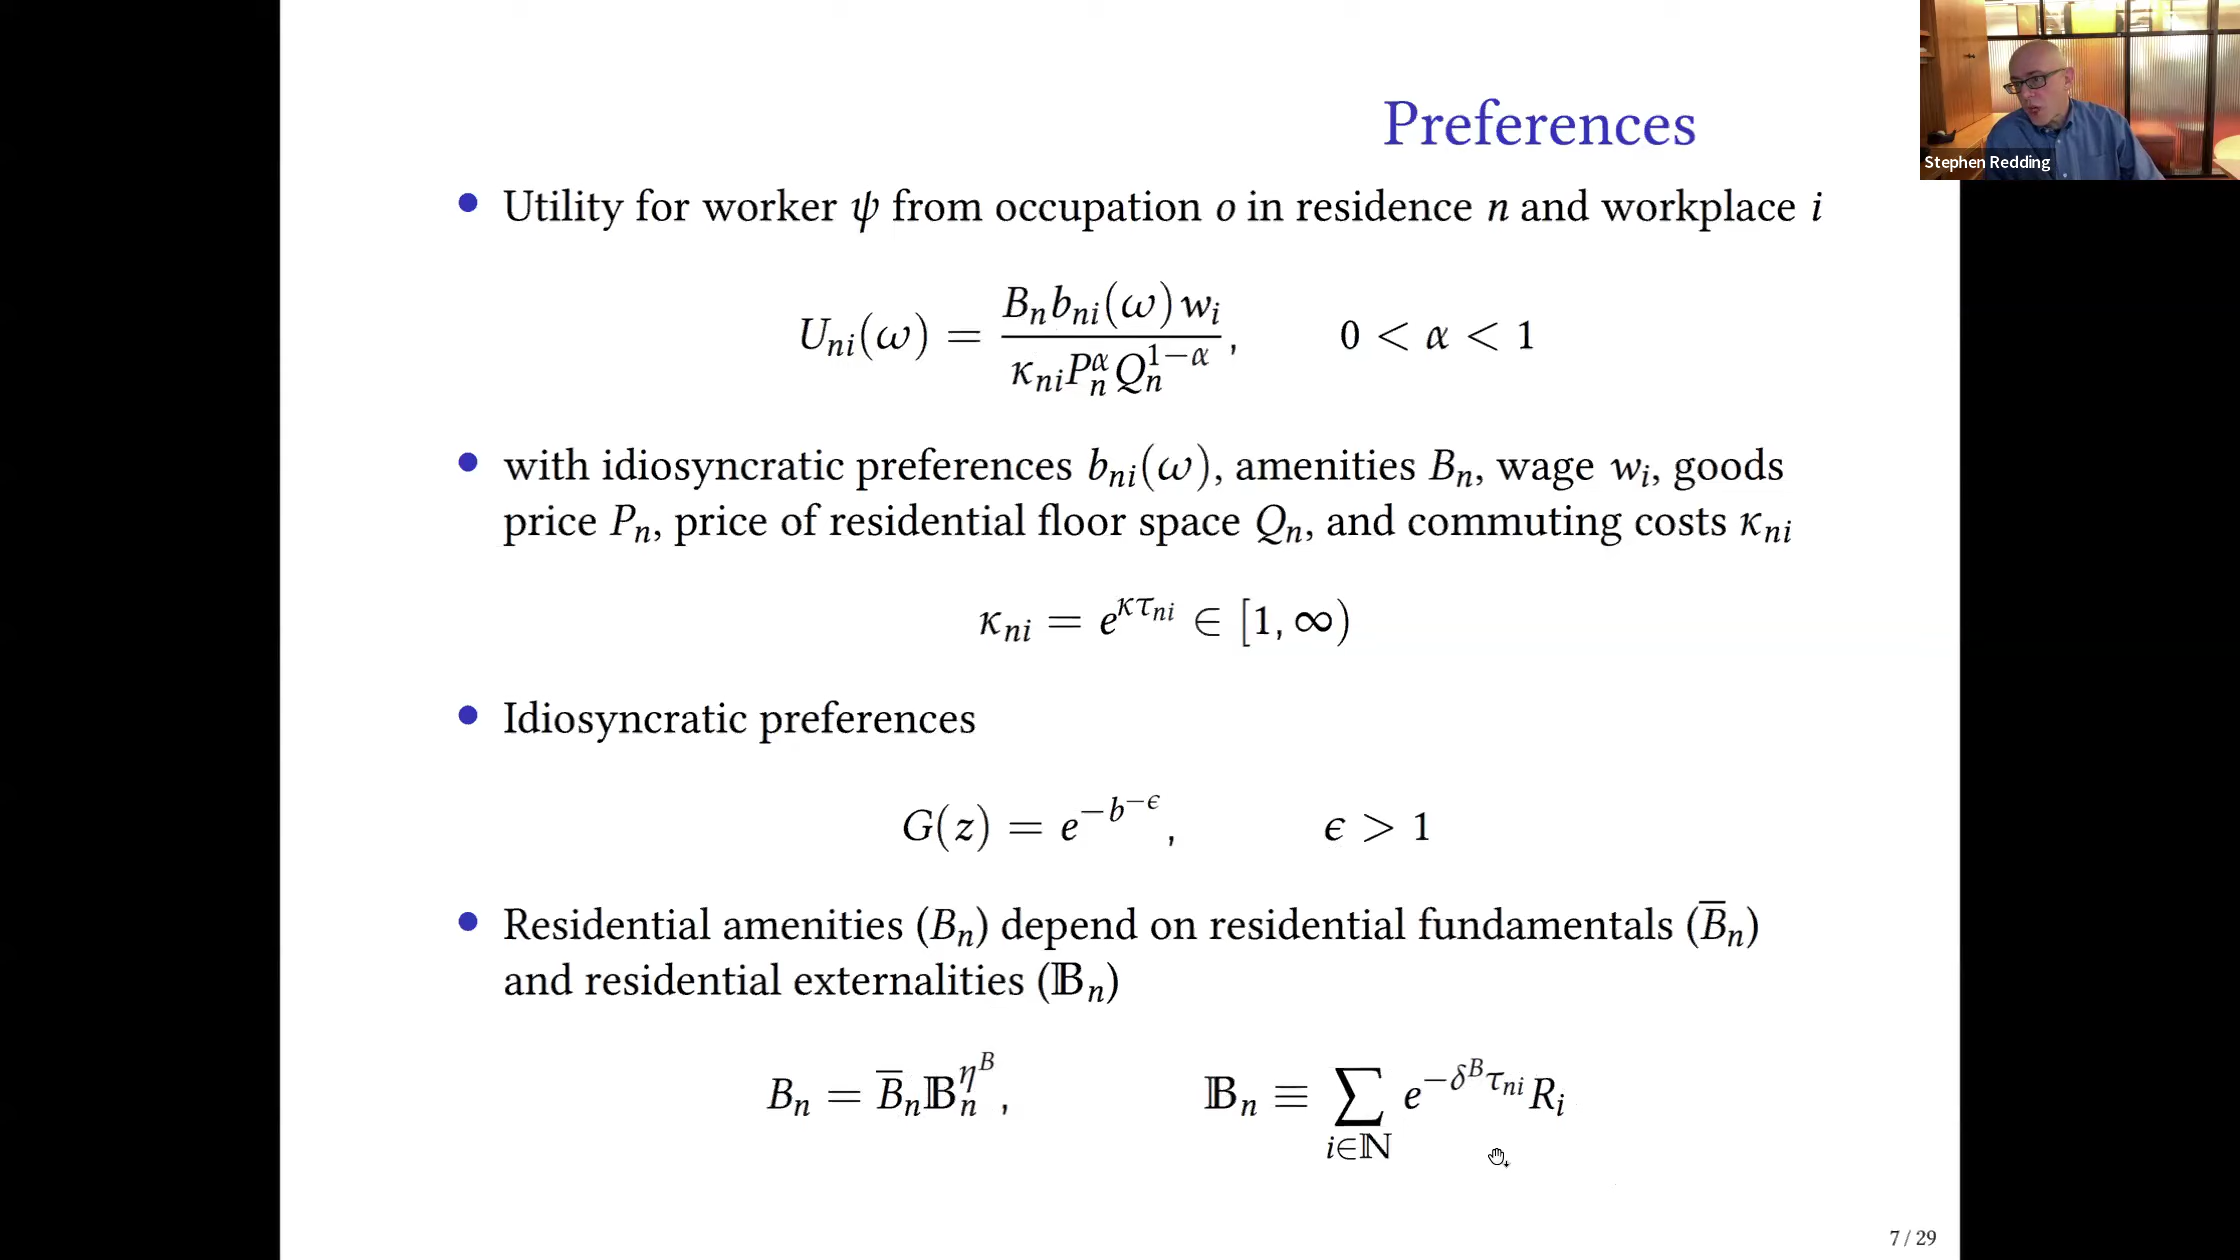 Preferences
Stephen Redding
• Utility for worker ψ from occupation o in residence n and workplace i
U_{ni}(ω) = \frac{B_n b_{ni}(ω) w_i}{κ_{ni} P_n^α Q_n^{1−α}}, 0 < α < 1
• with idiosyncratic preferences b_{ni}(ω), amenities B_n, wage w_i, goods
price P_n, price of residential floor space Q_n, and commuting costs κ_{ni}
κ_{ni} = e^{κτ_{ni}} ∈ [1, ∞)
• Idiosyncratic preferences
G(z) = e^{−b^{−ϵ}}, ϵ > 1
• Residential amenities (B_n) depend on residential fundamentals (\overline{B}_n)
and residential externalities (𝔹_n)
B_n = \overline{B}_n 𝔹_n^{η^B}, 𝔹_n ≡ \sum_{i∈ℕ} e^{−δ^B τ_{ni}} R_i
7 / 29